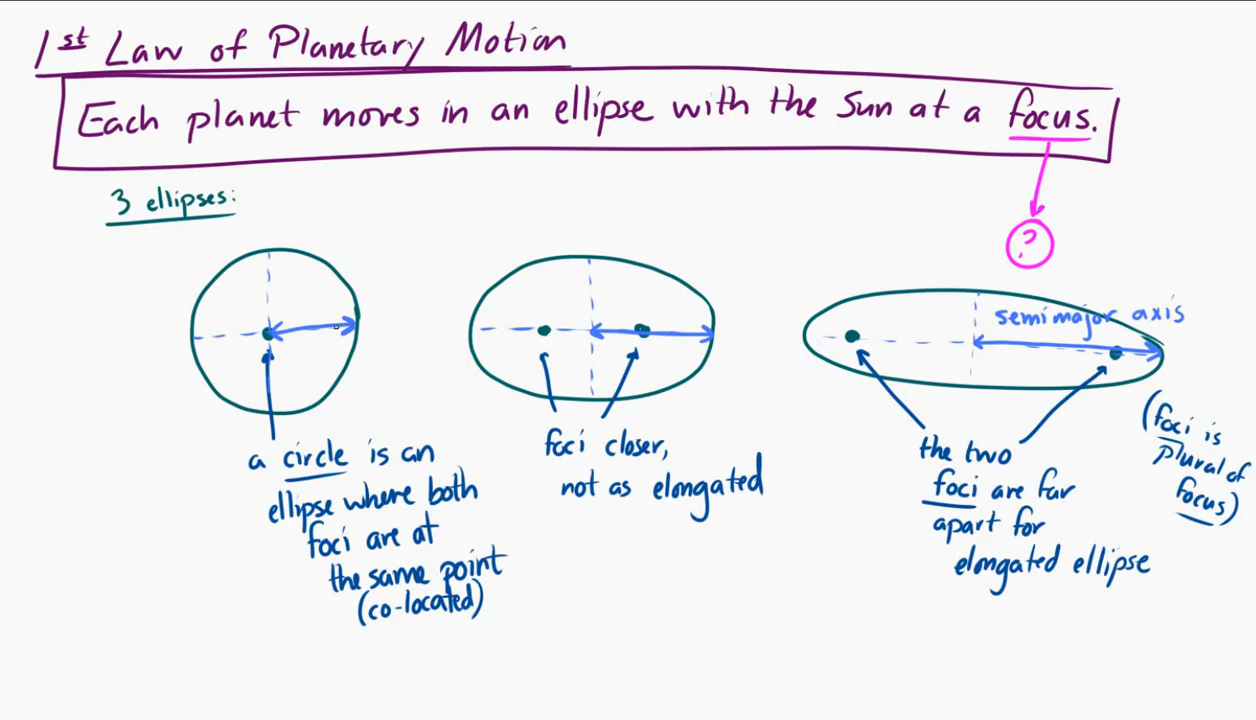 1st Law of Planetary Motion
Each planet moves in an ellipse with the Sun at a focus.
?
3 ellipses:
semimajor axis
a circle is an
ellipse where both
foci are at
the same point
(co-located)
foci closer,
not as elongated
the two
foci are far
apart for
elongated ellipse
(foci is
plural of
focus)